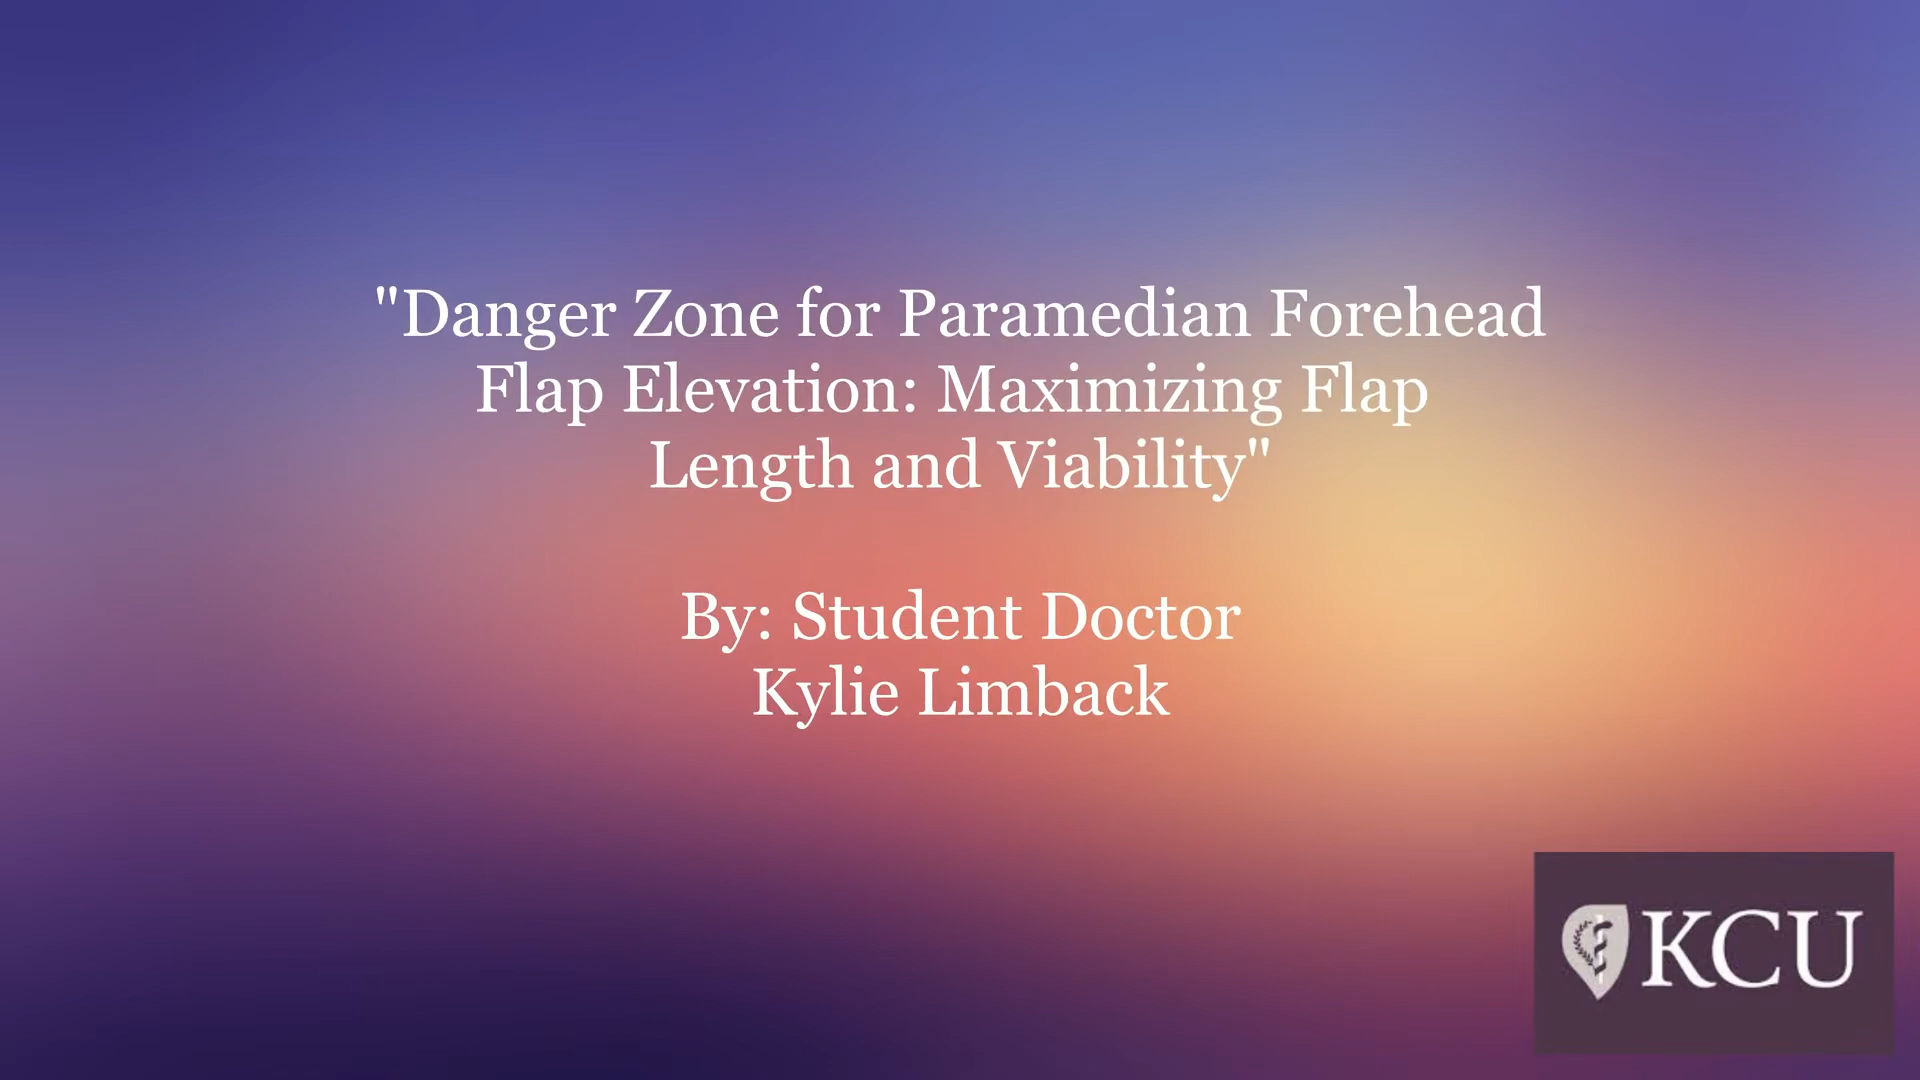 "Danger Zone for Paramedian Forehead
Flap Elevation: Maximizing Flap
Length and Viability"
By: Student Doctor
Kylie Limback
KCU